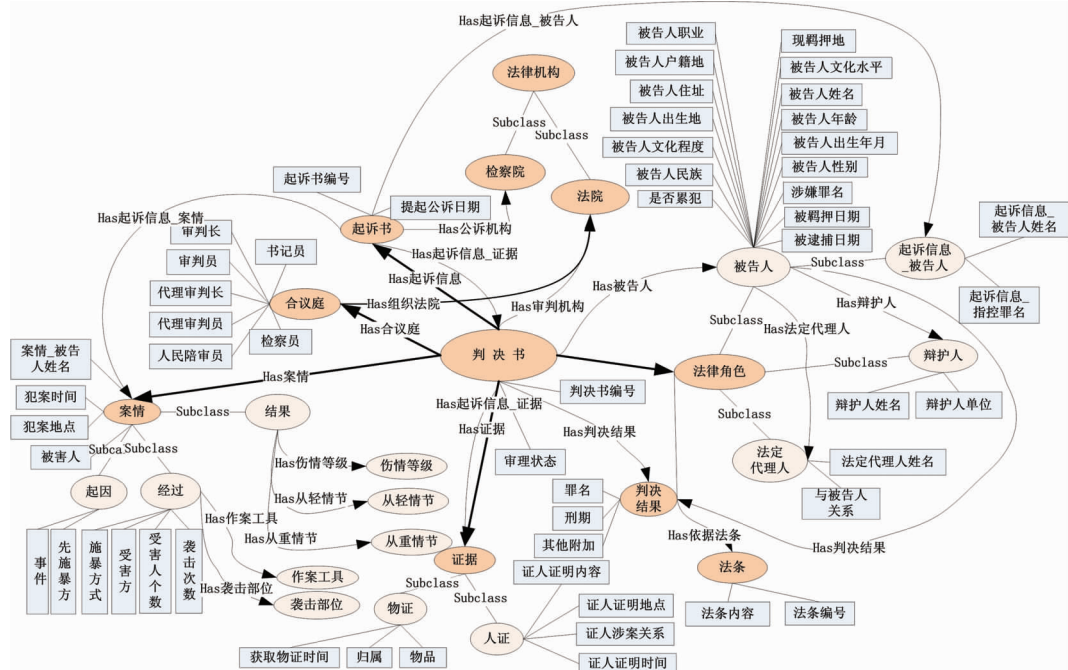 Has起诉信息_被告人
被告人职业
现羁押地
法律机构
被告人户籍地
被告人文化水平
被告人住址
被告人姓名
Subclass
Subclass
被告人出生地
被告人年龄
被告人文化程度
被告人出生年月
检察院
法院
被告人民族
被告人性别
起诉书编号
是否累犯
涉嫌罪名
提起公诉日期
被羁押日期
起诉信息_
被告人姓名
Has起诉信息_案情
起诉书
Has公诉机构
被逮捕日期
审判长
书记员
Has起诉信息_证据
被告人
Subclass
起诉信息
_被告人
审判员
Has起诉信息
Has被告人
代理审判长
合议庭
Has组织法院
Has审判机构
Has辩护人
起诉信息_
指控罪名
代理审判员
Has合议庭
Subclass
Has法定代理人
人民陪审员
检察员
判决书
法律角色
Subclass
辩护人
案情_被告
人姓名
Has案情
判决书编号
辩护人姓名
辩护人单位
犯案时间
案情
Subclass
结果
Has起诉信息_证据
Has证据
Has判决结果
Subclass
犯案地点
被害人
Subca
Subclass
审理状态
法定
代理人
法定代理人姓名
Has伤情等级
伤情等级
与被告人
关系
起因
经过
Has从轻情节
从轻情节
罪名
判决
结果
刑期
Has作案工具
Has从重情节
从重情节
其他附加
Has依据法条
Has判决结果
事件
先施暴方
施暴方式
受害方
受害人个数
袭击次数
证据
证人证明内容
法条
作案工具
Subclass
Has袭击部位
袭击部位
物证
Subclass
证人证明地点
法条内容
法条编号
人证
证人涉案关系
获取物证时间
归属
物品
证人证明时间